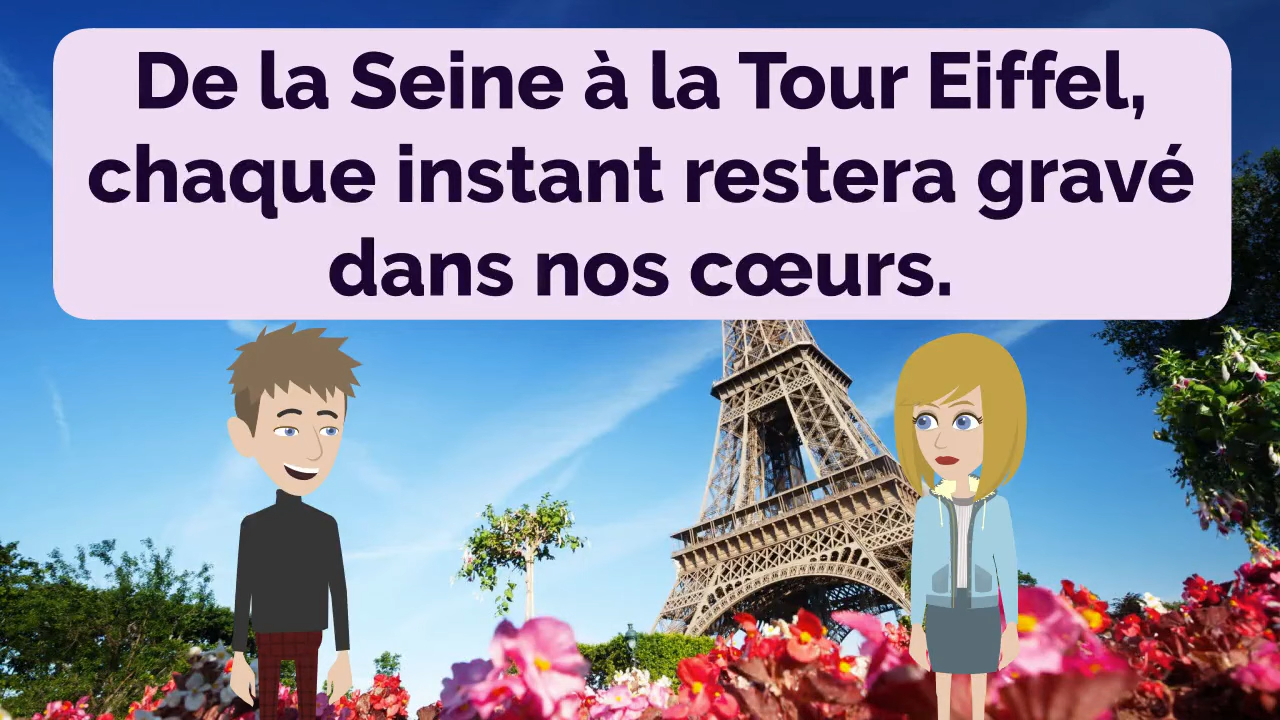 De la Seine à la Tour Eiffel,
chaque instant restera gravé
dans nos cœurs.